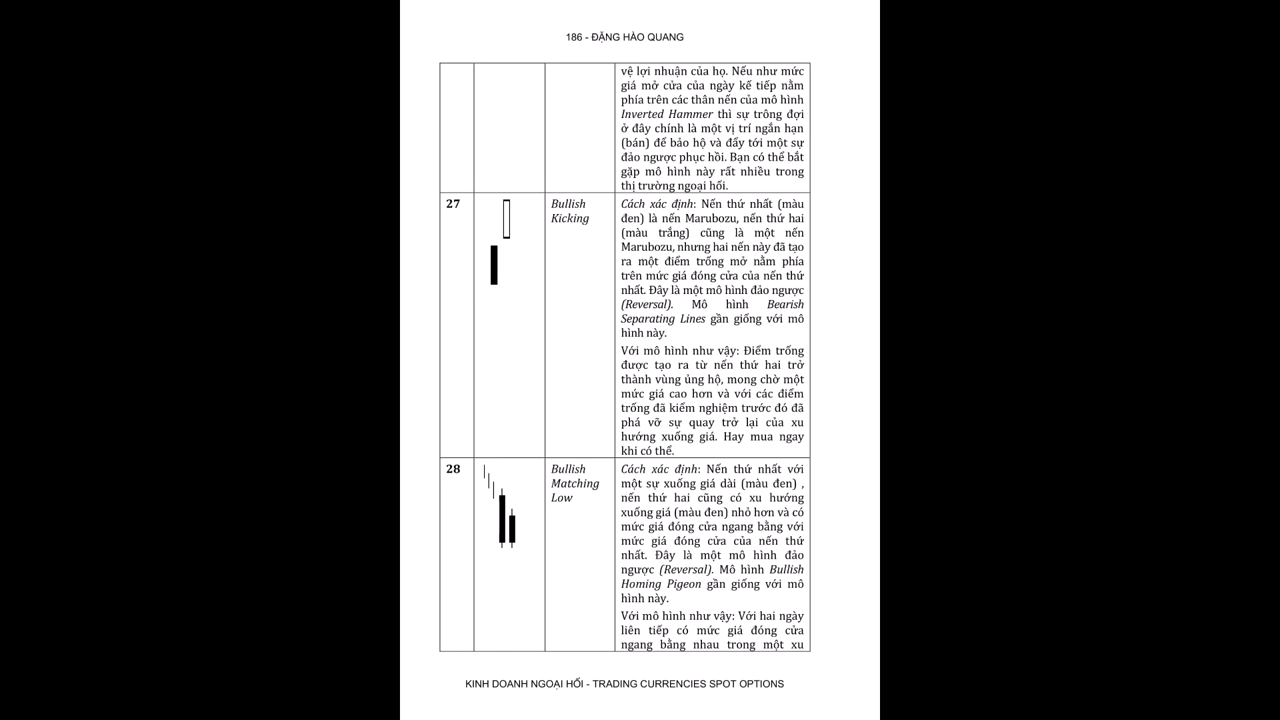 186 - ĐẶNG HÀO QUANG
vệ lợi nhuận của họ. Nếu như mức
giá mở cửa của ngày kế tiếp nằm
phía trên các thân nến của mô hình
Inverted Hammer thì sự trông đợi
ở đây chính là một vị trí ngắn hạn
(bán) để bảo hộ và đẩy tới một sự
đảo ngược phục hồi. Bạn có thể bắt
gặp mô hình này rất nhiều trong
thị trường ngoại hối.
27
Bullish
Kicking
Cách xác định: Nến thứ nhất (màu
đen) là nến Marubozu, nến thứ hai
(màu trắng) cũng là một nến
Marubozu, nhưng hai nến này đã tạo
ra một điểm trống mở nằm phía
trên mức giá đóng cửa của nến thứ
nhất. Đây là một mô hình đảo ngược
(Reversal). Mô hình Bearish
Separating Lines gần giống với mô
hình này.
Với mô hình như vậy: Điểm trống
được tạo ra từ nến thứ hai trở
thành vùng ủng hộ, mong chờ một
mức giá cao hơn và với các điểm
trống đã kiểm nghiệm trước đó đã
phá vỡ sự quay trở lại của xu
hướng xuống giá. Hay mua ngay
khi có thể.
28
Bullish
Matching
Low
Cách xác định: Nến thứ nhất với
một sự xuống giá dài (màu đen) ,
nến thứ hai cũng có xu hướng
xuống giá (màu đen) nhỏ hơn và có
mức giá đóng cửa ngang bằng với
mức giá đóng cửa của nến thứ
nhất. Đây là một mô hình đảo
ngược (Reversal). Mô hình Bullish
Homing Pigeon gần giống với mô
hình này.
Với mô hình như vậy: Với hai ngày
liên tiếp có mức giá đóng cửa
ngang bằng nhau trong một xu
KINH DOANH NGOẠI HỐI - TRADING CURRENCIES SPOT OPTIONS